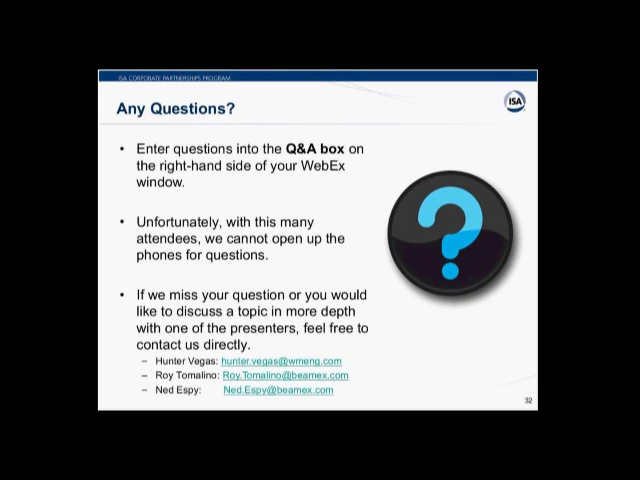 ISA CORPORATE PARTNERSHIPS PROGRAM
Any Questions?
ISA
• Enter questions into the Q&A box on
the right-hand side of your WebEx
window.
• Unfortunately, with this many
attendees, we cannot open up the
phones for questions.
• If we miss your question or you would
like to discuss a topic in more depth
with one of the presenters, feel free to
contact us directly.
– Hunter Vegas: hunter.vegas@wmeng.com
– Roy Tomalino: Roy.Tomalino@beamex.com
– Ned Espy: Ned.Espy@beamex.com
32